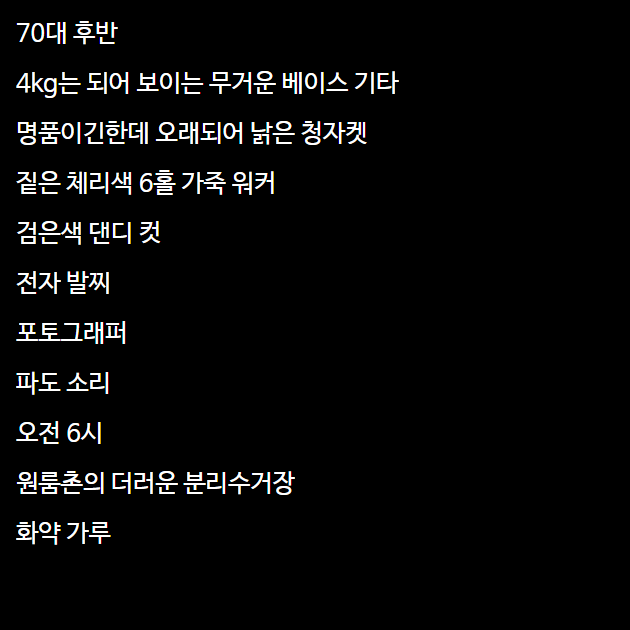 70대 후반
4kg는 되어 보이는 무거운 베이스 기타
명품이긴한데 오래되어 낡은 청자켓
짙은 체리색 6홀 가죽 워커
검은색 댄디 컷
전자 발찌
포토그래퍼
파도 소리
오전 6시
원룸촌의 더러운 분리수거장
화약 가루